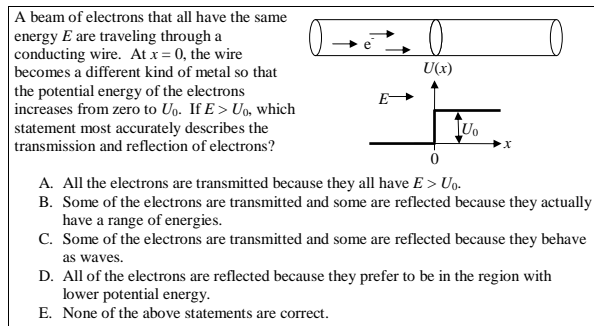 A beam of electrons that all have the same
energy E are traveling through a
conducting wire. At x = 0, the wire
becomes a different kind of metal so that
the potential energy of the electrons
increases from zero to U₀. If E > U₀, which
statement most accurately describes the
transmission and reflection of electrons?
e⁻
U(x)
E
U₀
x
0
A. All the electrons are transmitted because they all have E > U₀.
B. Some of the electrons are transmitted and some are reflected because they actually
have a range of energies.
C. Some of the electrons are transmitted and some are reflected because they behave
as waves.
D. All of the electrons are reflected because they prefer to be in the region with
lower potential energy.
E. None of the above statements are correct.